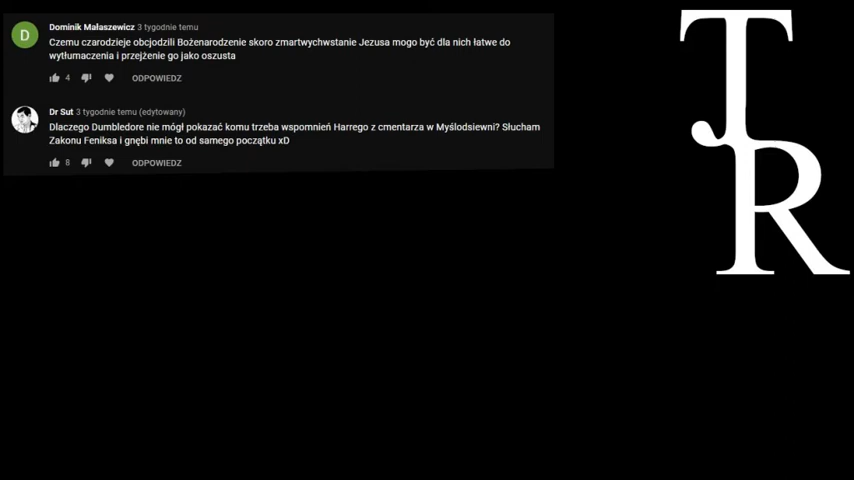 Dominik Małaszewicz 3 tygodnie temu
Czemu czarodzieje obcjodzili Bożenarodzenie skoro zmartwychwstanie Jezusa mogo być dla nich łatwe do
wytłumaczenia i przejżenie go jako oszusta
4 ODPOWIEDZ
Dr Sut 3 tygodnie temu (edytowany)
Dlaczego Dumbledore nie mógł pokazać komu trzeba wspomnień Harrego z cmentarza w Myślodsiewni? Słucham
Zakonu Feniksa i gnębi mnie to od samego początku xD
8 ODPOWIEDZ
D
TJR